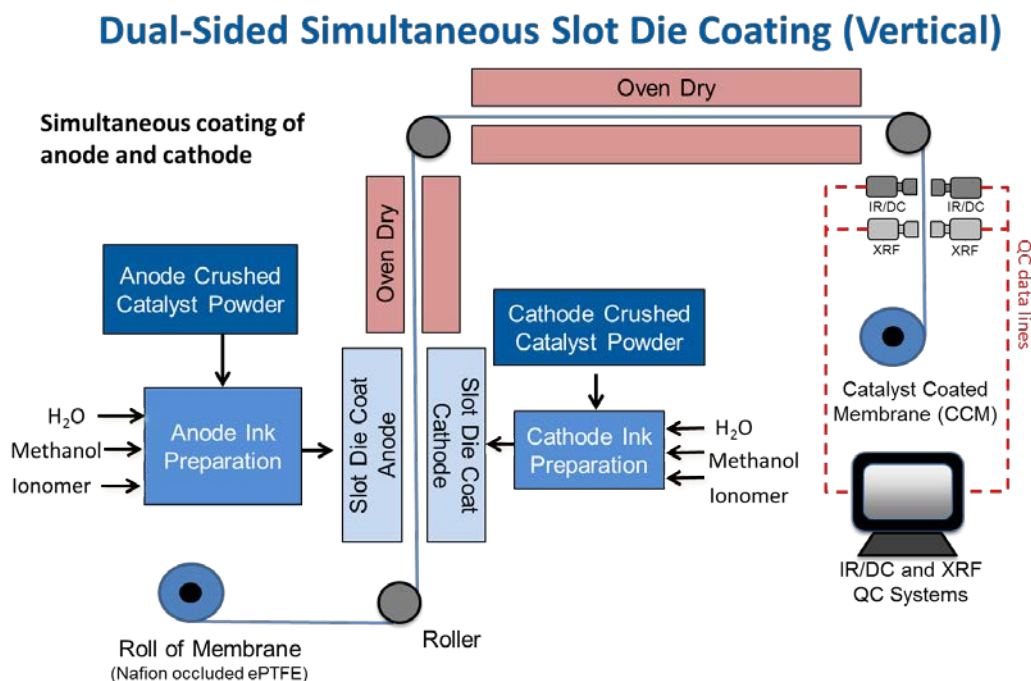 Dual-Sided Simultaneous Slot Die Coating (Vertical)
Simultaneous coating of
anode and cathode
Oven Dry
Oven Dry
IR/DC
IR/DC
XRF
XRF
QC data lines
Anode Crushed
Catalyst Powder
Cathode Crushed
Catalyst Powder
H₂O
Methanol
Ionomer
Anode Ink
Preparation
Slot Die Coat
Anode
Slot Die Coat
Cathode
Cathode Ink
Preparation
H₂O
Methanol
Ionomer
Catalyst Coated
Membrane (CCM)
IR/DC and XRF
QC Systems
Roller
Roll of Membrane
(Nafion occluded ePTFE)